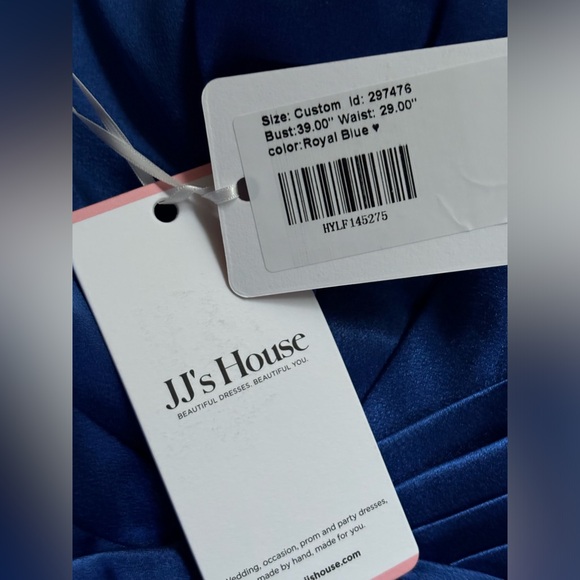 Size: Custom Id: 297476
Bust:39.00" Waist: 29.00"
color:Royal Blue ♥
HYLF145275
JJ's House
BEAUTIFUL DRESSES. BEAUTIFUL YOU.
Wedding, occasion, prom and party dresses,
made by hand, made for you.
jjshouse.com